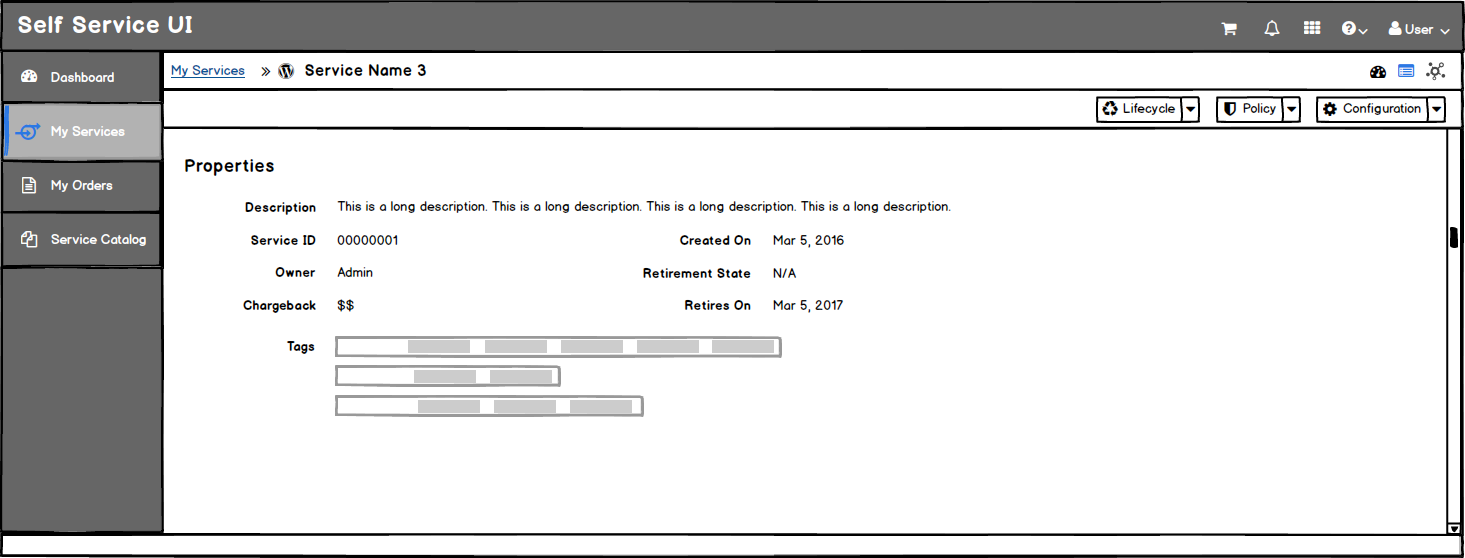 Self Service UI
User
Dashboard
My Services
My Orders
Service Catalog
My Services » Service Name 3
Lifecycle Policy Configuration
Properties
Description This is a long description. This is a long description. This is a long description. This is a long description.
Service ID 00000001 Created On Mar 5, 2016
Owner Admin Retirement State N/A
Chargeback $$ Retires On Mar 5, 2017
Tags